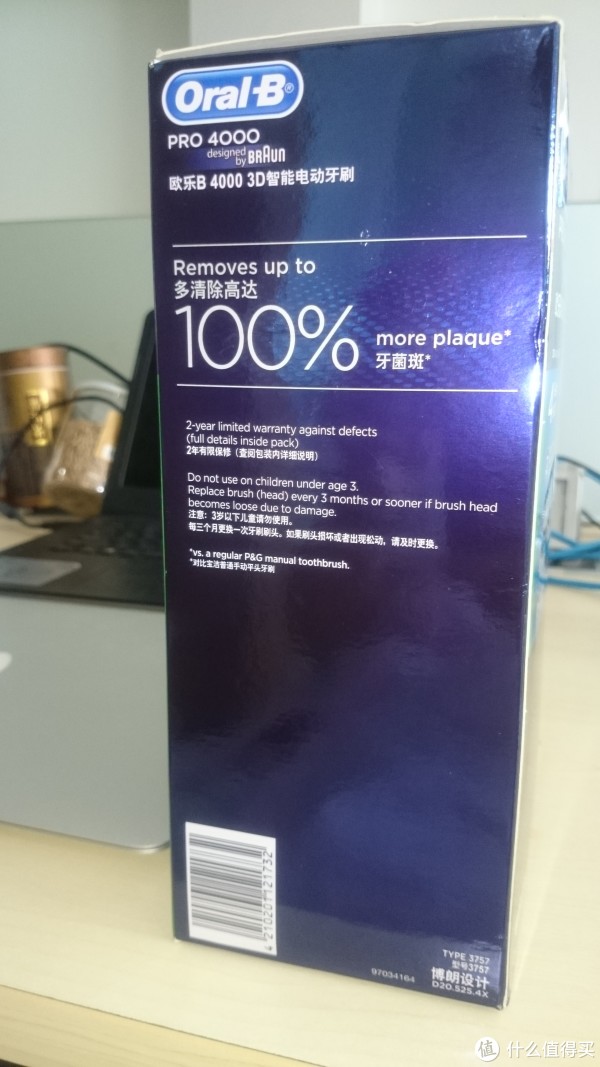 Oral-B®
PRO 4000
designed by BRAUN
欧乐B 4000 3D智能电动牙刷
Removes up to
多清除高达
100%
more plaque*
牙菌斑*
2-year limited warranty against defects
(full details inside pack)
2年有限保修（查阅包装内详细说明）
Do not use on children under age 3.
Replace brush (head) every 3 months or sooner if brush head
becomes loose due to damage.
注意：3岁以下儿童请勿使用。
每三个月更换一次牙刷刷头。如果刷头损坏或者出现松动，请及时更换。
*vs. a regular P&G manual toothbrush.
*对比宝洁普通手动平头牙刷
4 210201 121732
TYPE 3757
型号3757
97034184
博朗设计
D20.525.4X
值 什么值得买